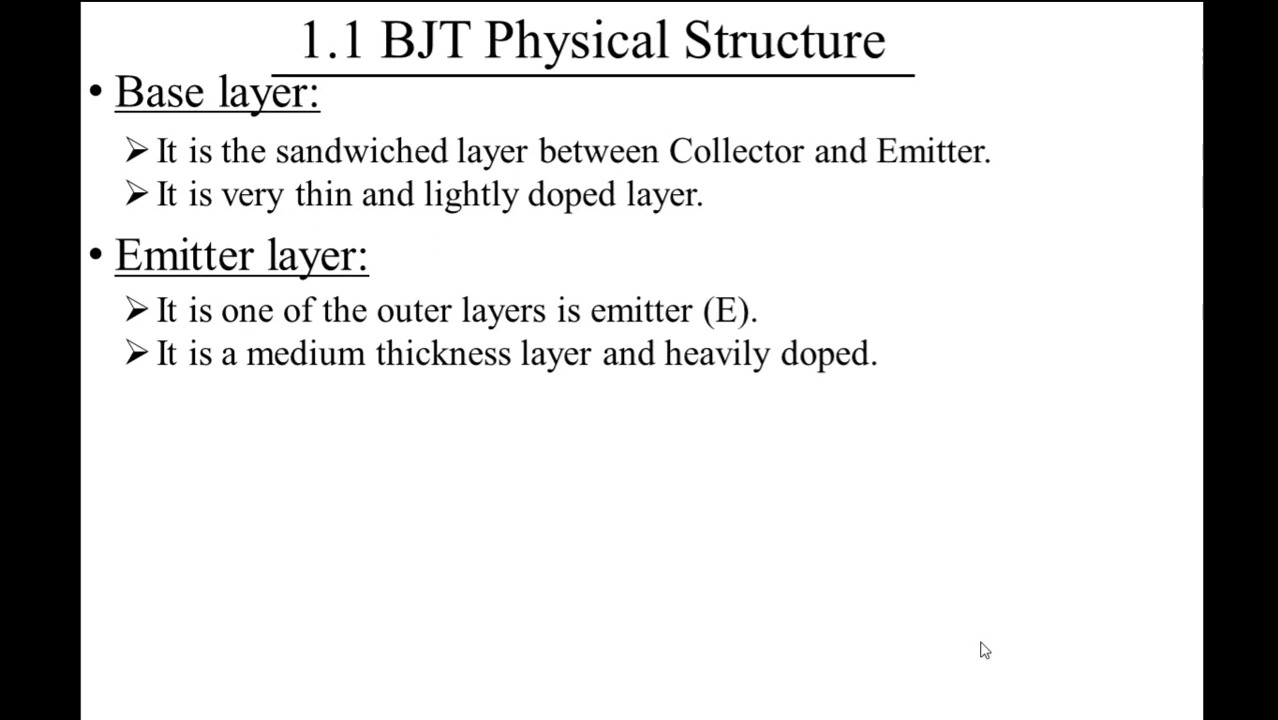 1.1 BJT Physical Structure
• Base layer:
➢ It is the sandwiched layer between Collector and Emitter.
➢ It is very thin and lightly doped layer.
• Emitter layer:
➢ It is one of the outer layers is emitter (E).
➢ It is a medium thickness layer and heavily doped.